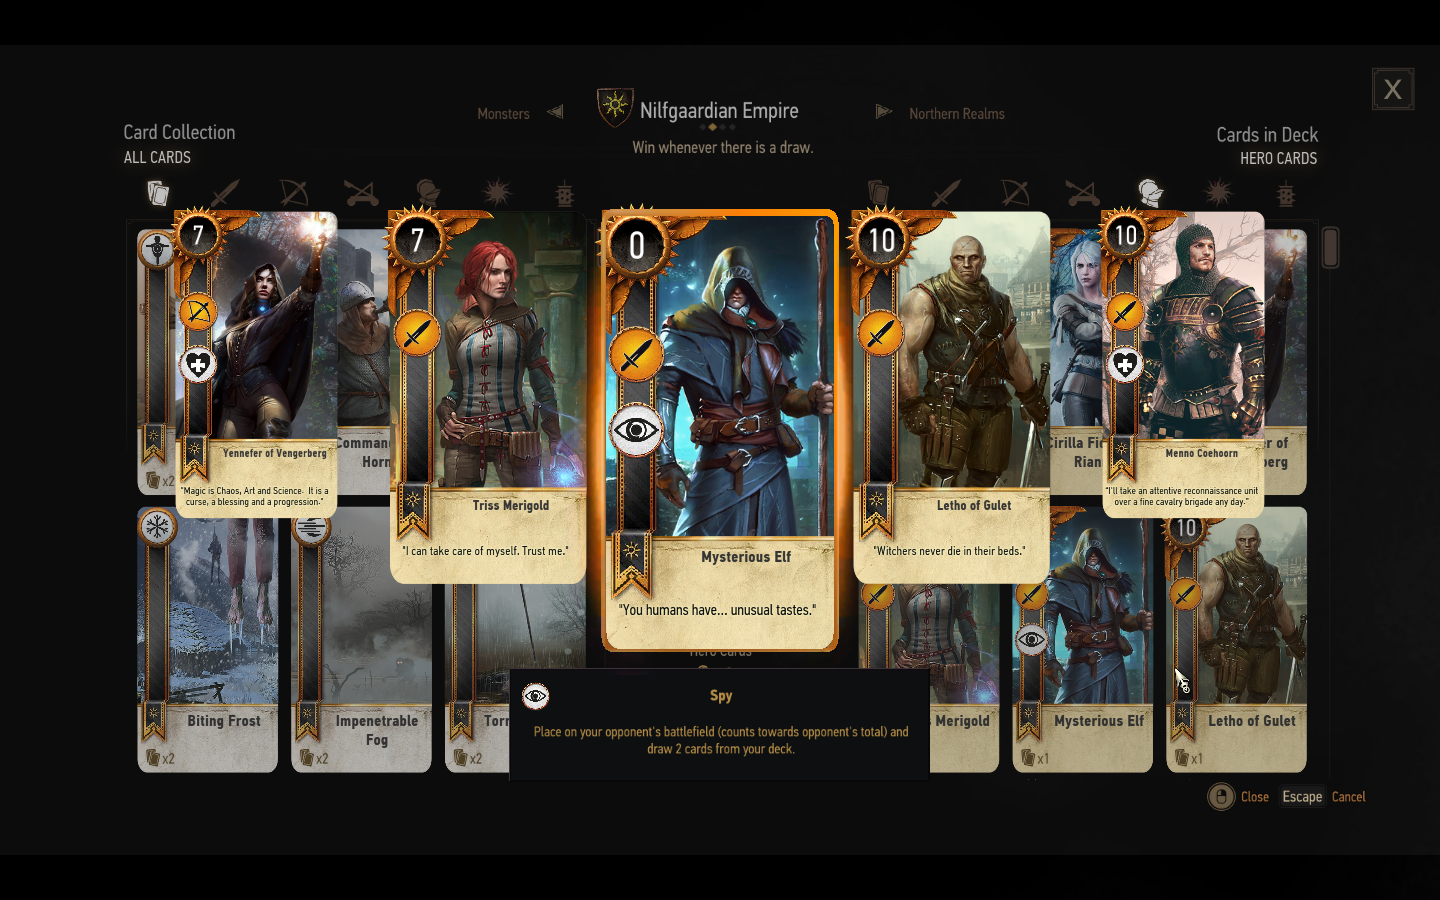 X
Monsters
Nilfgaardian Empire
Northern Realms
Win whenever there is a draw.
Card Collection
ALL CARDS
Cards in Deck
HERO CARDS
7
Yennefer of Vengerberg
"Magic is Chaos, Art and Science. It is a
curse, a blessing and a progression."
7
Triss Merigold
"I can take care of myself. Trust me."
0
Mysterious Elf
"You humans have... unusual tastes."
10
Letho of Gulet
"Witchers never die in their beds."
10
Menno Coehoorn
"I'll take an attentive reconnaissance unit
over a fine cavalry brigade any day."
x2
Comman
Horn
Cirilla Fi
Rian
r of
berg
Biting Frost
x2
Impenetrable
Fog
x2
Torr
x2
Hero Cards
Merigold
Mysterious Elf
x1
10
Letho of Gulet
x1
Spy
Place on your opponent's battlefield (counts towards opponent's total) and
draw 2 cards from your deck.
Close Escape Cancel